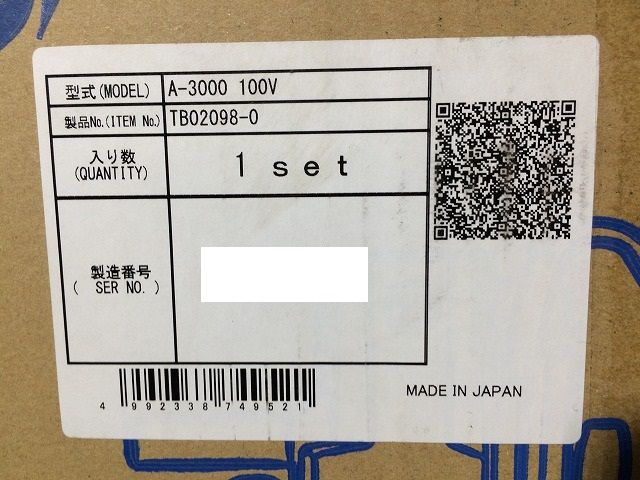 型式(MODEL) A-3000 100V
製品No.(ITEM No.) TB02098-0
入り数
(QUANTITY)
1 set
製造番号
( SER NO. )
4 992338 749521
MADE IN JAPAN